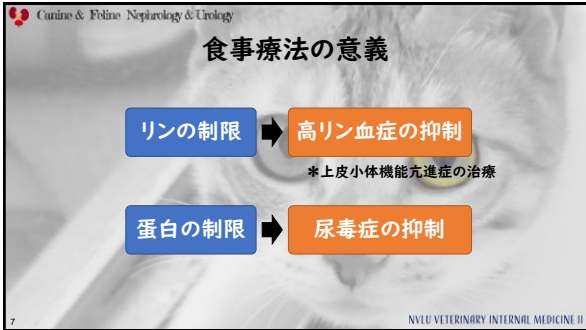 Canine & Feline Nephrology & Urology
食事療法の意義
リンの制限
高リン血症の抑制
*上皮小体機能亢進症の治療
蛋白の制限
尿毒症の抑制
7
NVLU VETERINARY INTERNAL MEDICINE II